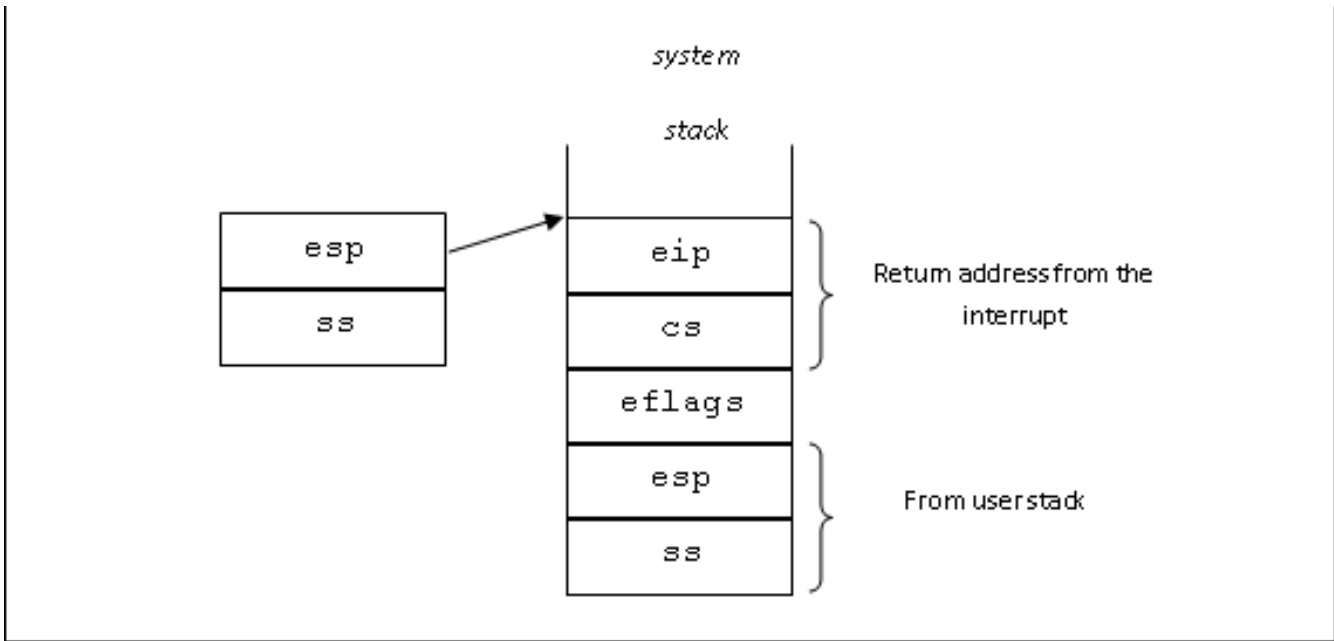 system
stack
esp
ss
eip
cs
eflags
esp
ss
Return address from the
interrupt
From user stack